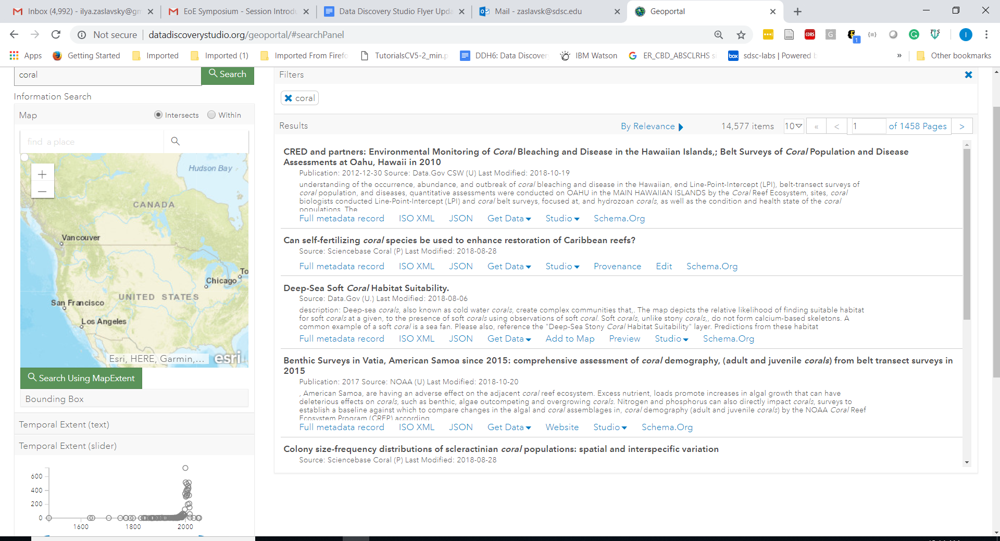 Inbox (4,992) - ilya.zaslavsky@gm
EoE Symposium - Session Introdu
Data Discovery Studio Flyer Upda
Mail - zaslavsk@sdsc.edu
Geoportal
Not secure | datadiscoverystudio.org/geoportal/#searchPanel
Apps
Getting Started
Imported
Imported (1)
Imported From Firefo
TutorialsCV5-2_min.p
DDH6: Data Discover
IBM Watson
ER_CBD_ABSCLRHS s
sdsc-labs | Powered b
»
Other bookmarks
coral
Search
Information Search
Map
Intersects
Within
find a place
Hudson Bay
CANADA
Vancouver
To
Chicago
UNITED STATES
San Francisco
Los Angeles
Esri, HERE, Garmin,...
esri
Search Using MapExtent
Bounding Box
Temporal Extent (text)
Temporal Extent (slider)
600
400
200
0
1600 1800 2000
Filters
coral
Results
By Relevance
14,577 items
10
«
<
1
of 1458 Pages
>
CRED and partners: Environmental Monitoring of Coral Bleaching and Disease in the Hawaiian Islands,; Belt Surveys of Coral Population and Disease
Assessments at Oahu, Hawaii in 2010
Publication: 2012-12-30 Source: Data.Gov CSW (U) Last Modified: 2018-10-19
understanding of the occurrence, abundance, and outbreak of coral bleaching and disease in the Hawaiian, end Line-Point-Intercept (LPI), belt-transect surveys of
coral population, and diseases, quantitative assessments were conducted on OAHU in the MAIN HAWAIIAN ISLANDS by the Coral Reef Ecosystem, sites, coral
biologists conducted Line-Point-Intercept (LPI) and coral belt surveys, focused at, and hydrozoan corals, as well as the condition and health state of the coral
populations. The
Full metadata record ISO XML JSON Get Data Studio Schema.Org
Can self-fertilizing coral species be used to enhance restoration of Caribbean reefs?
Source: Sciencebase Coral (P) Last Modified: 2018-08-28
Full metadata record ISO XML JSON Get Data Studio Provenance Edit Schema.Org
Deep-Sea Soft Coral Habitat Suitability.
Source: Data.Gov (U.) Last Modified: 2018-08-06
description: Deep-sea corals, also known as cold water corals, create complex communities that,. The map depicts the relative likelihood of finding suitable habitat
for soft corals at a given, to the presence of soft corals using observations of soft coral. Soft corals, unlike stony corals,, do not form calcium-based skeletons. A
common example of a soft coral is a sea fan. Please also, reference the "Deep-Sea Stony Coral Habitat Suitability" layer. Predictions from these habitat
Full metadata record ISO XML JSON Get Data Add to Map Preview Studio Schema.Org
Benthic Surveys in Vatia, American Samoa since 2015: comprehensive assessment of coral demography, (adult and juvenile corals) from belt transect surveys in
2015
Publication: 2017 Source: NOAA (U) Last Modified: 2018-10-20
, American Samoa, are having an adverse effect on the adjacent coral reef ecosystem. Excess nutrient, loads promote increases in algal growth that can have
deleterious effects on corals, such as benthic, algae outcompeting and overgrowing corals. Nitrogen and phosphorus can also directly impact corals, surveys to
establish a baseline against which to compare changes in the algal and coral assemblages in, coral demography (adult and juvenile corals) by the NOAA Coral Reef
Ecosystem Program (CREP) according
Full metadata record ISO XML JSON Get Data Website Studio Schema.Org
Colony size-frequency distributions of scleractinian coral populations: spatial and interspecific variation
Source: Sciencebase Coral (P) Last Modified: 2018-08-28